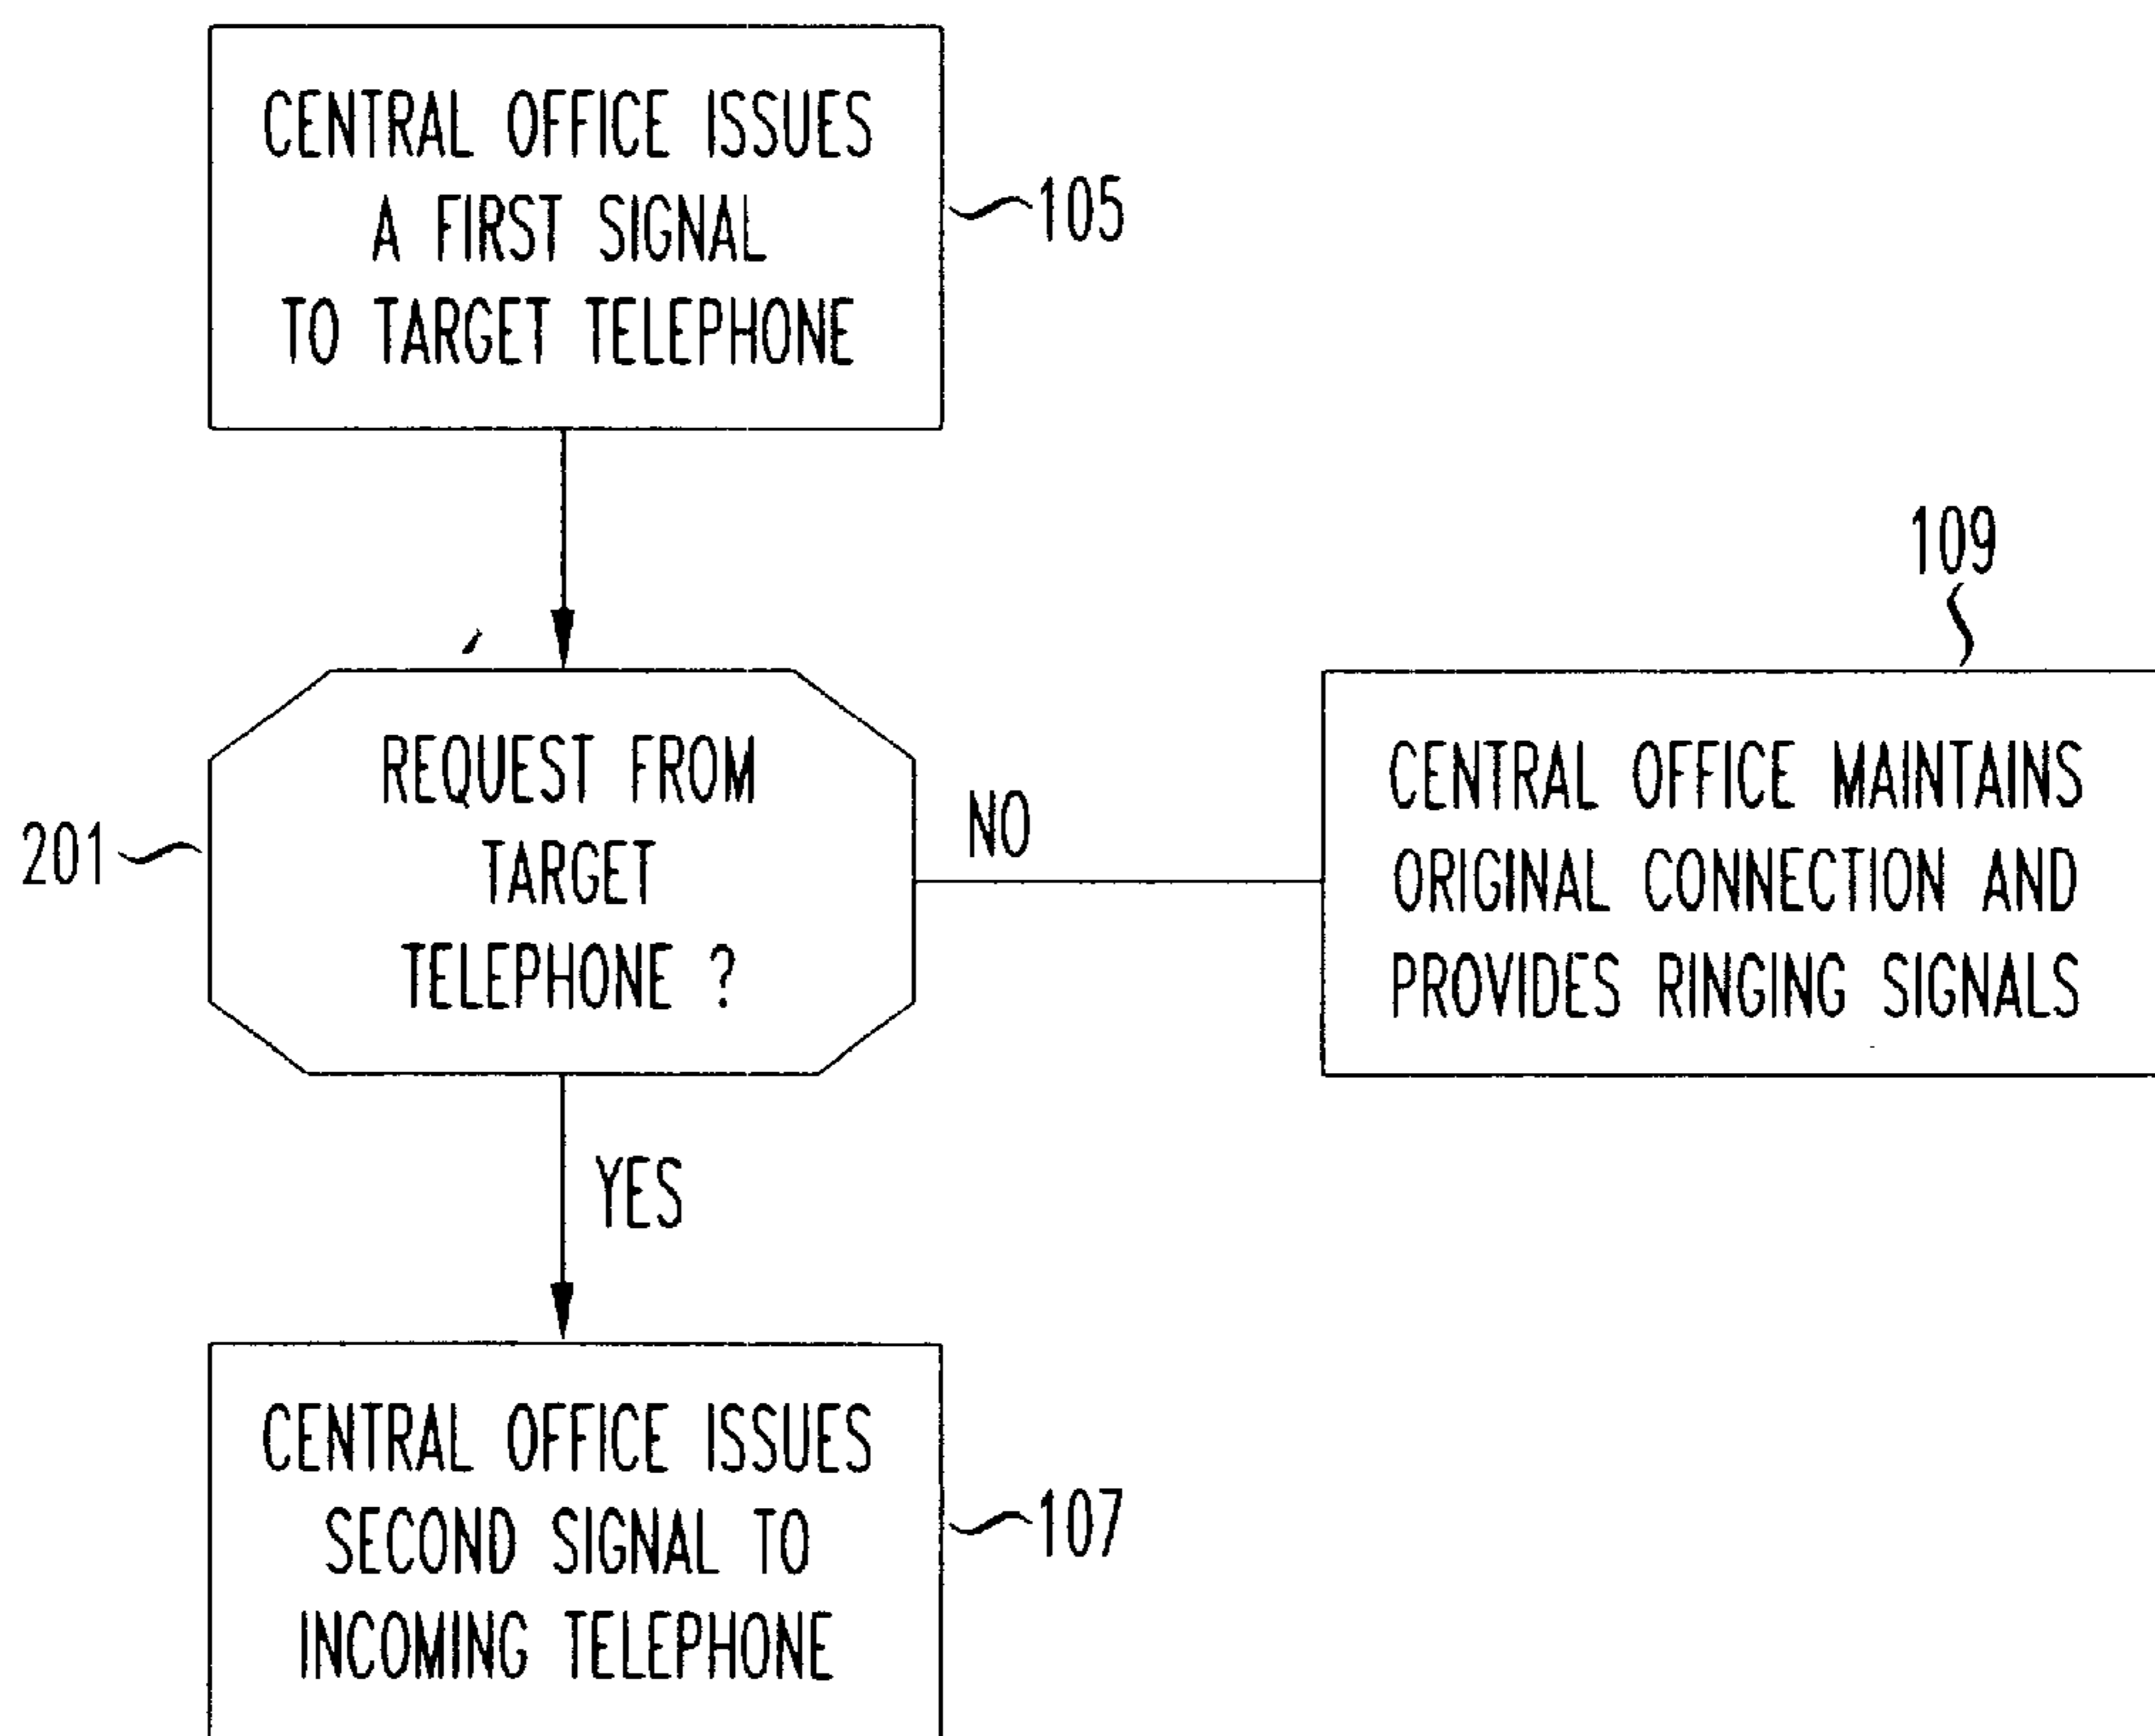 CENTRAL OFFICE ISSUES
A FIRST SIGNAL
TO TARGET TELEPHONE
105
109
REQUEST FROM
TARGET
TELEPHONE ?
201
NO
CENTRAL OFFICE MAINTAINS
ORIGINAL CONNECTION AND
PROVIDES RINGING SIGNALS
YES
CENTRAL OFFICE ISSUES
SECOND SIGNAL TO
INCOMING TELEPHONE
107